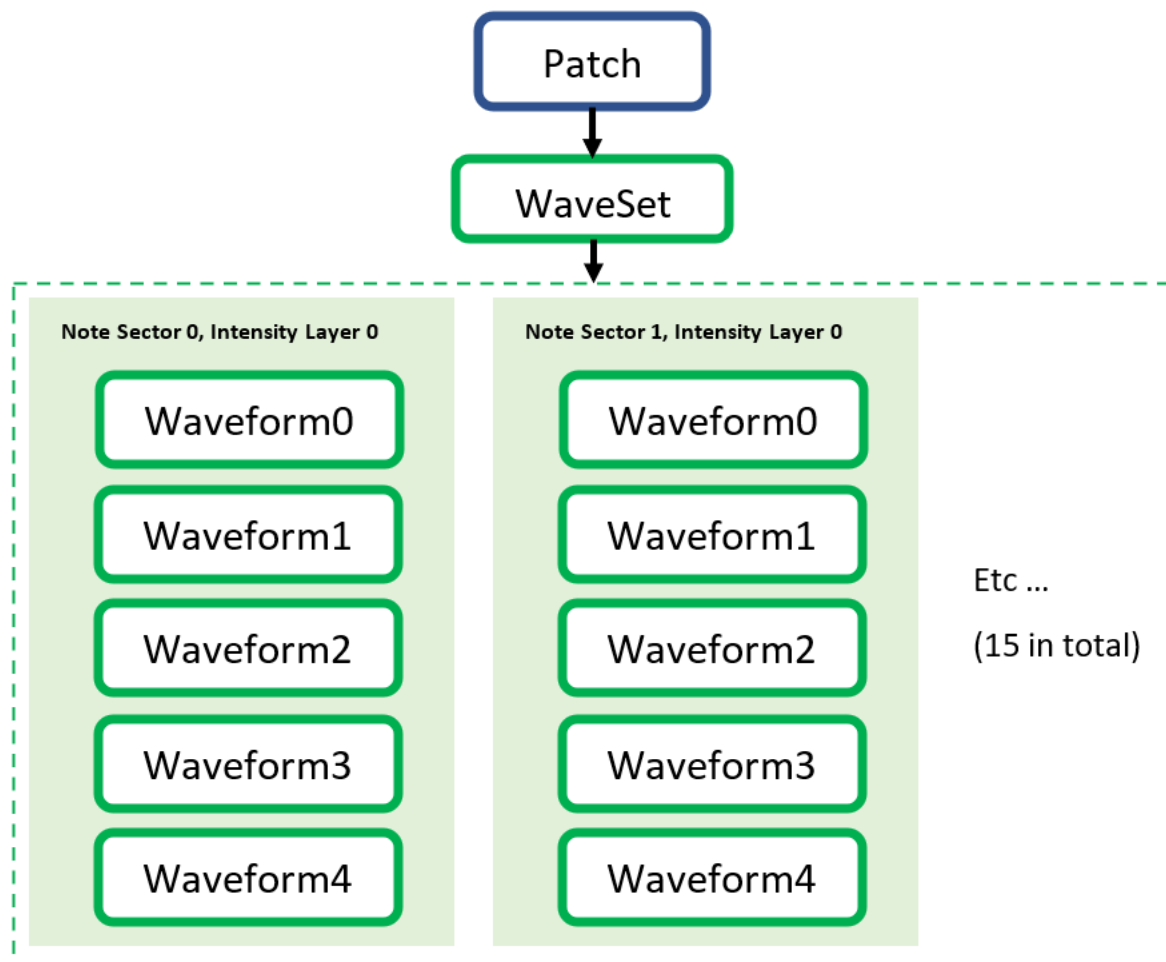 Patch
WaveSet
Note Sector 0, Intensity Layer 0
Waveform0
Waveform1
Waveform2
Waveform3
Waveform4
Note Sector 1, Intensity Layer 0
Waveform0
Waveform1
Waveform2
Waveform3
Waveform4
Etc ...
(15 in total)